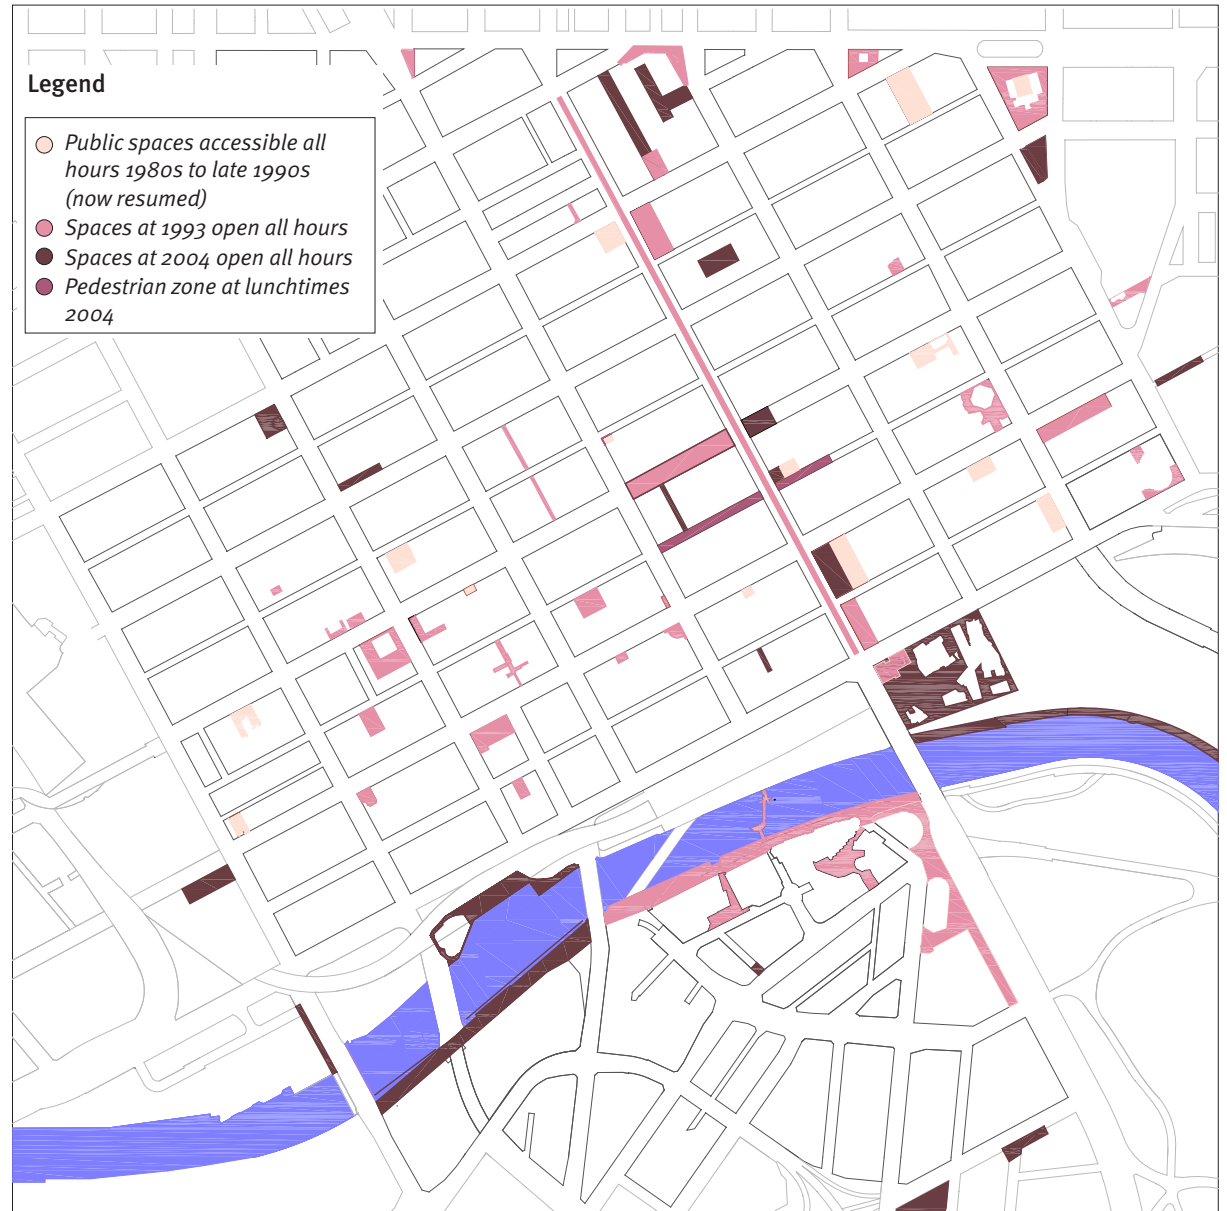 Legend
Public spaces accessible all
hours 1980s to late 1990s
(now resumed)
Spaces at 1993 open all hours
Spaces at 2004 open all hours
Pedestrian zone at lunchtimes
2004